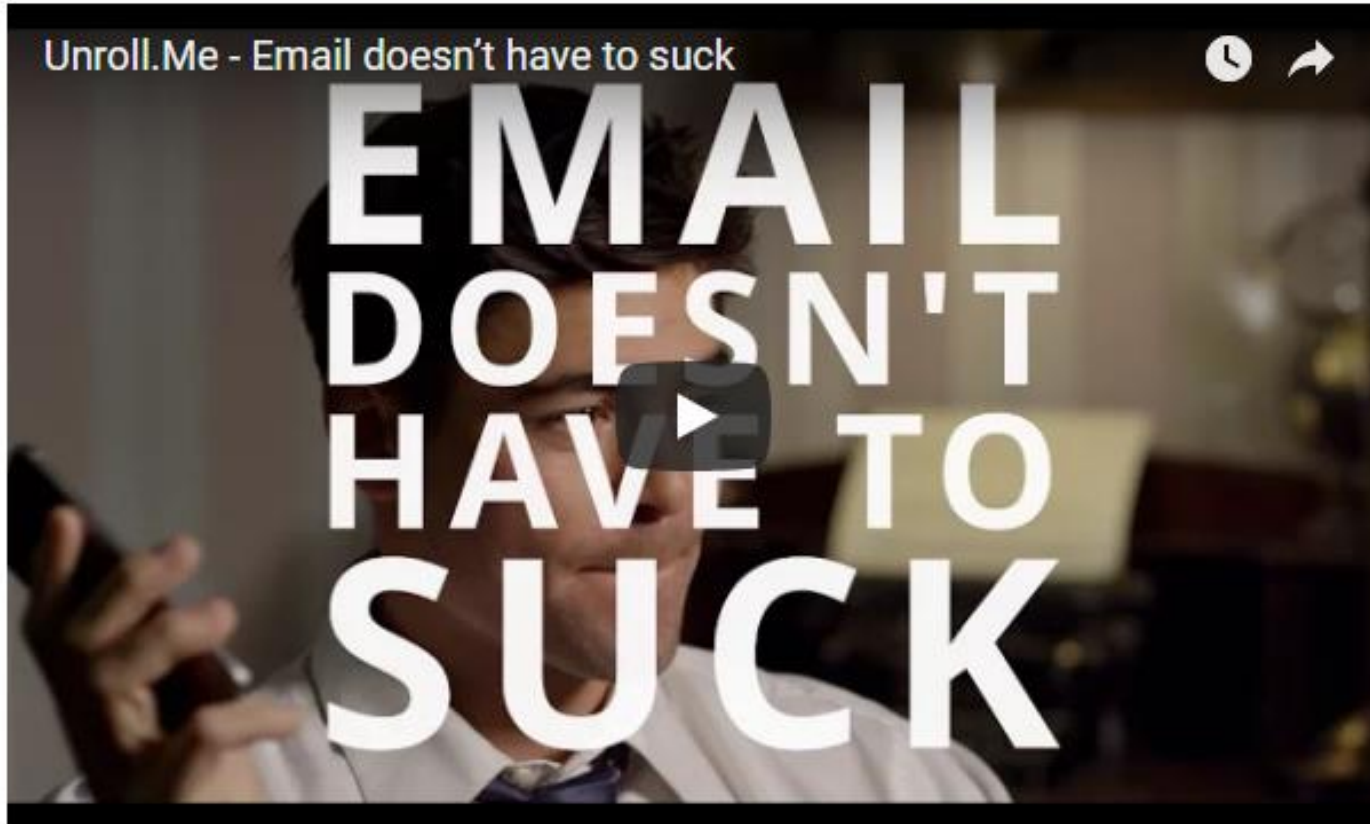 Unroll.Me - Email doesn’t have to suck
EMAIL
DOESN'T
HAVE TO
SUCK